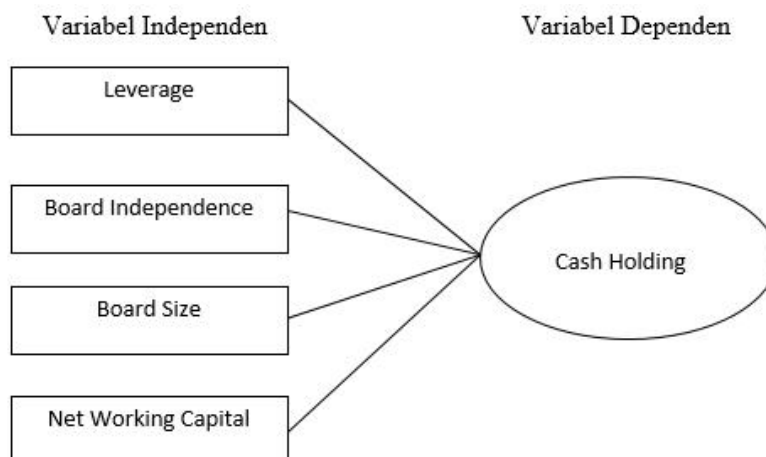 Variabel Independen
Variabel Dependen
Leverage
Board Independence
Board Size
Net Working Capital
Cash Holding